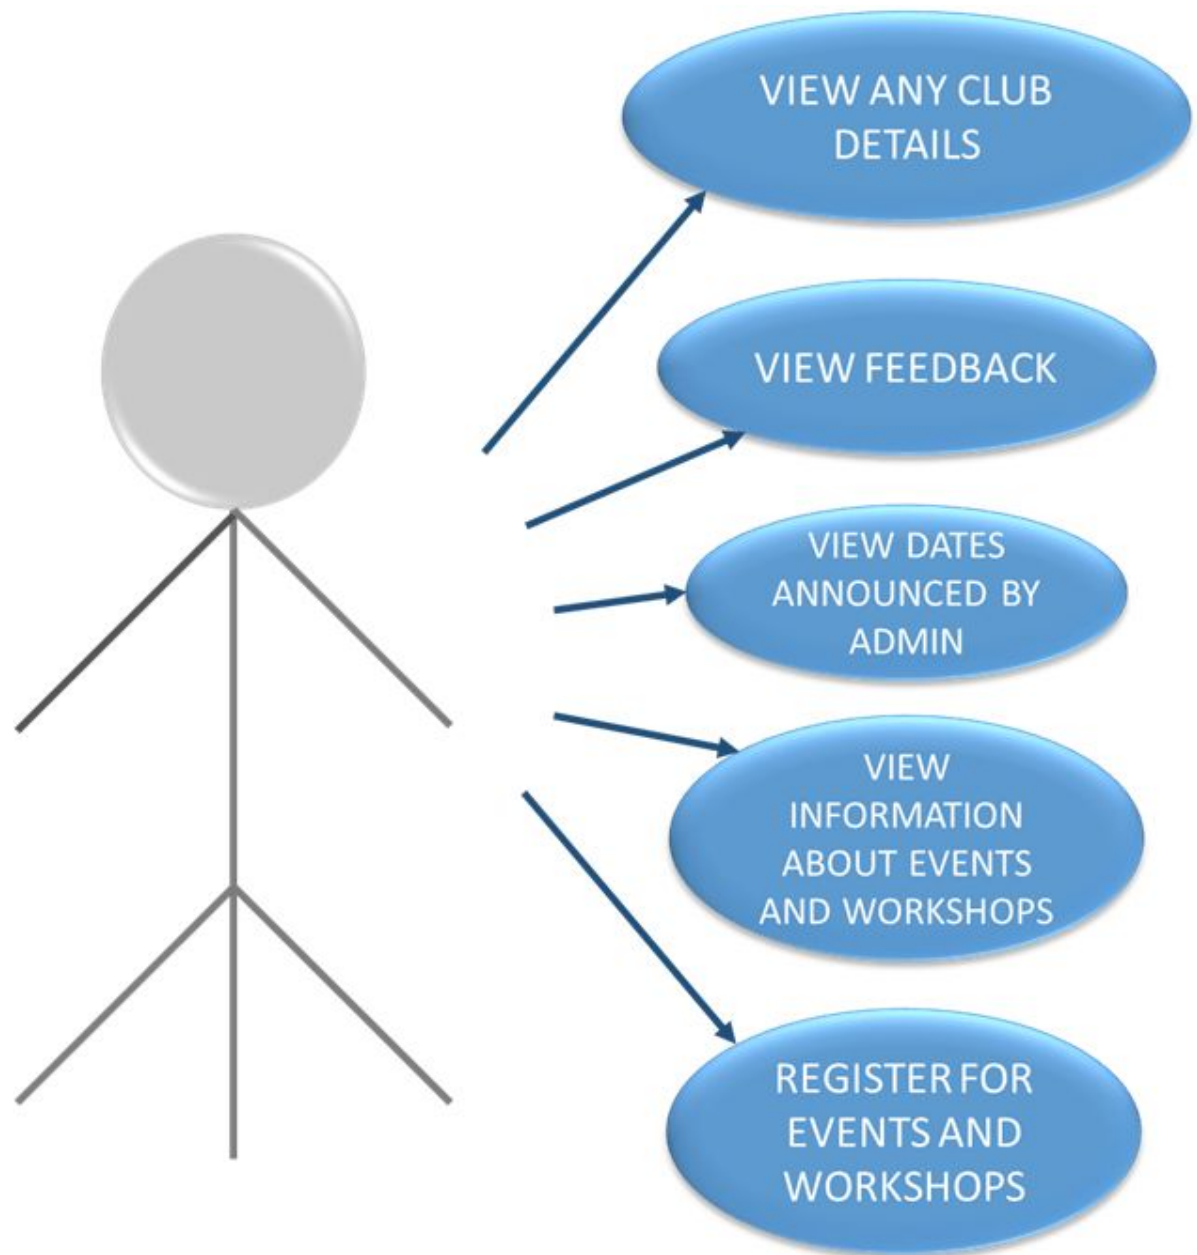 VIEW ANY CLUB
DETAILS
VIEW FEEDBACK
VIEW DATES
ANNOUNCED BY
ADMIN
VIEW
INFORMATION
ABOUT EVENTS
AND WORKSHOPS
REGISTER FOR
EVENTS AND
WORKSHOPS